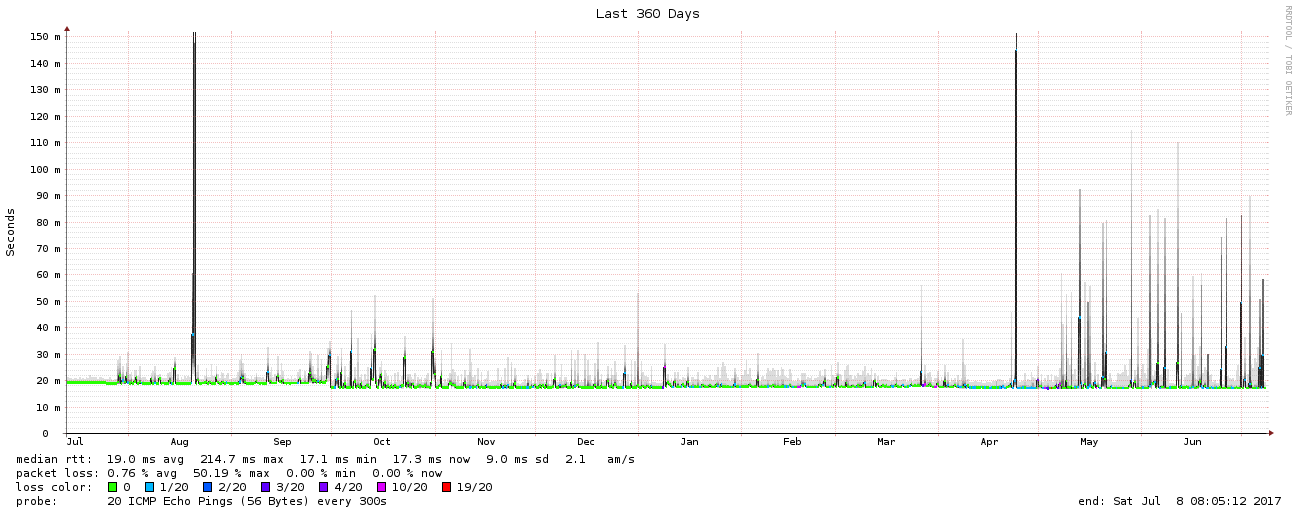 Last 360 Days
RRDTOOL / TOBI OETIKER
Seconds
150 m
140 m
130 m
120 m
110 m
100 m
90 m
80 m
70 m
60 m
50 m
40 m
30 m
20 m
10 m
0
Jul Aug Sep Oct Nov Dec Jan Feb Mar Apr May Jun
median rtt: 19.0 ms avg 214.7 ms max 17.1 ms min 17.3 ms now 9.0 ms sd 2.1 am/s
packet loss: 0.76 % avg 50.19 % max 0.00 % min 0.00 % now
loss color: 0 1/20 2/20 3/20 4/20 10/20 19/20
probe: 20 ICMP Echo Pings (56 Bytes) every 300s end: Sat Jul 8 08:05:12 2017